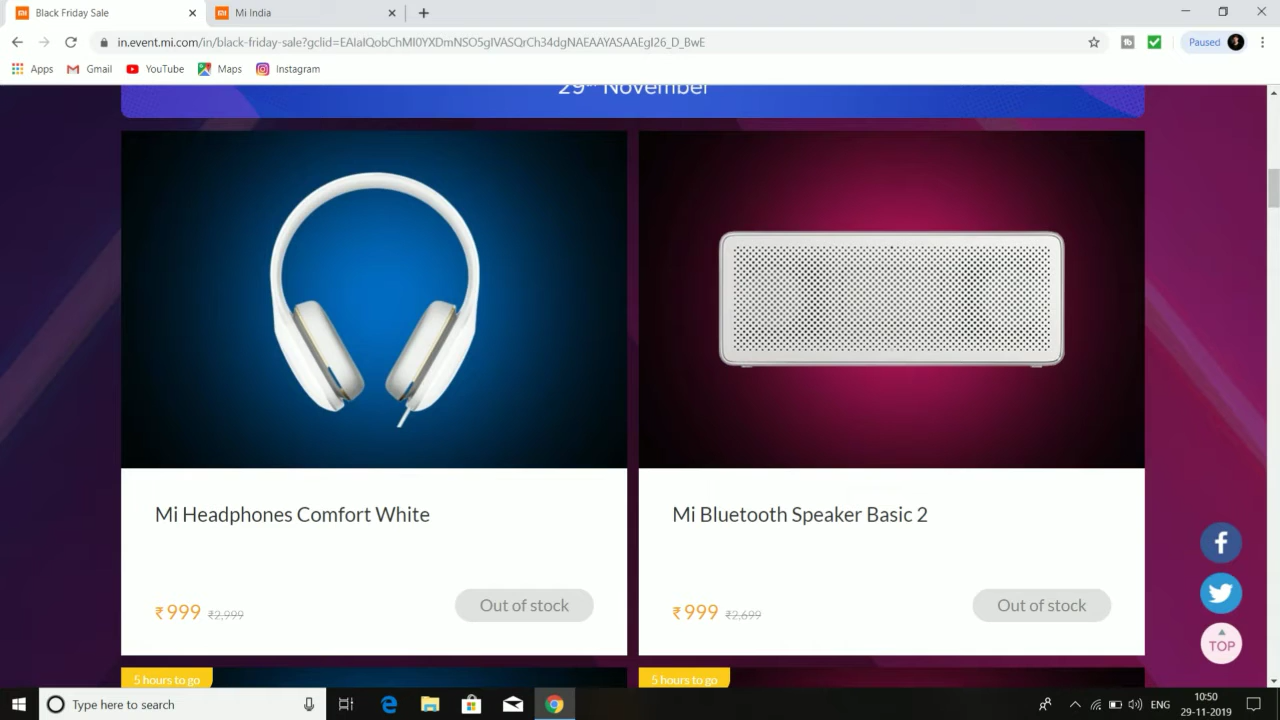 Black Friday Sale
Mi India
in.event.mi.com/in/black-friday-sale?gclid=EAIaIQobChMI0YXDmNSO5gIVASQrCh34dgNAEAAYASAAEgI26_D_BwE
Paused
Apps
Gmail
YouTube
Maps
Instagram
29th November
Mi Headphones Comfort White
Mi Bluetooth Speaker Basic 2
₹ 999 ₹2,999
Out of stock
₹ 999 ₹2,699
Out of stock
TOP
5 hours to go
5 hours to go
Type here to search
ENG
10:50
29-11-2019